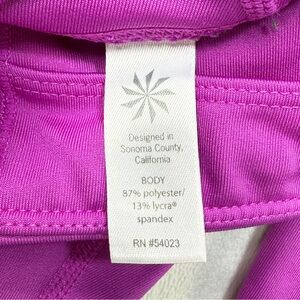 Designed in
Sonoma County,
California
BODY
87% polyester/
13% lycra®
spandex
RN #54023